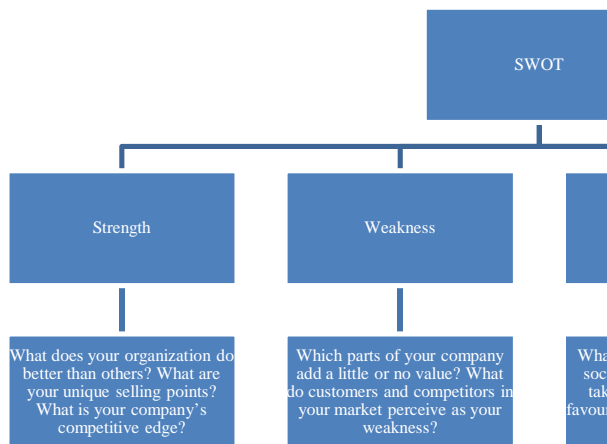 SWOT
Strength
Weakness
What does your organization do
better than others? What are
your unique selling points?
What is your company's
competitive edge?
Which parts of your company
add a little or no value? What
do customers and competitors in
your market perceive as your
weakness?